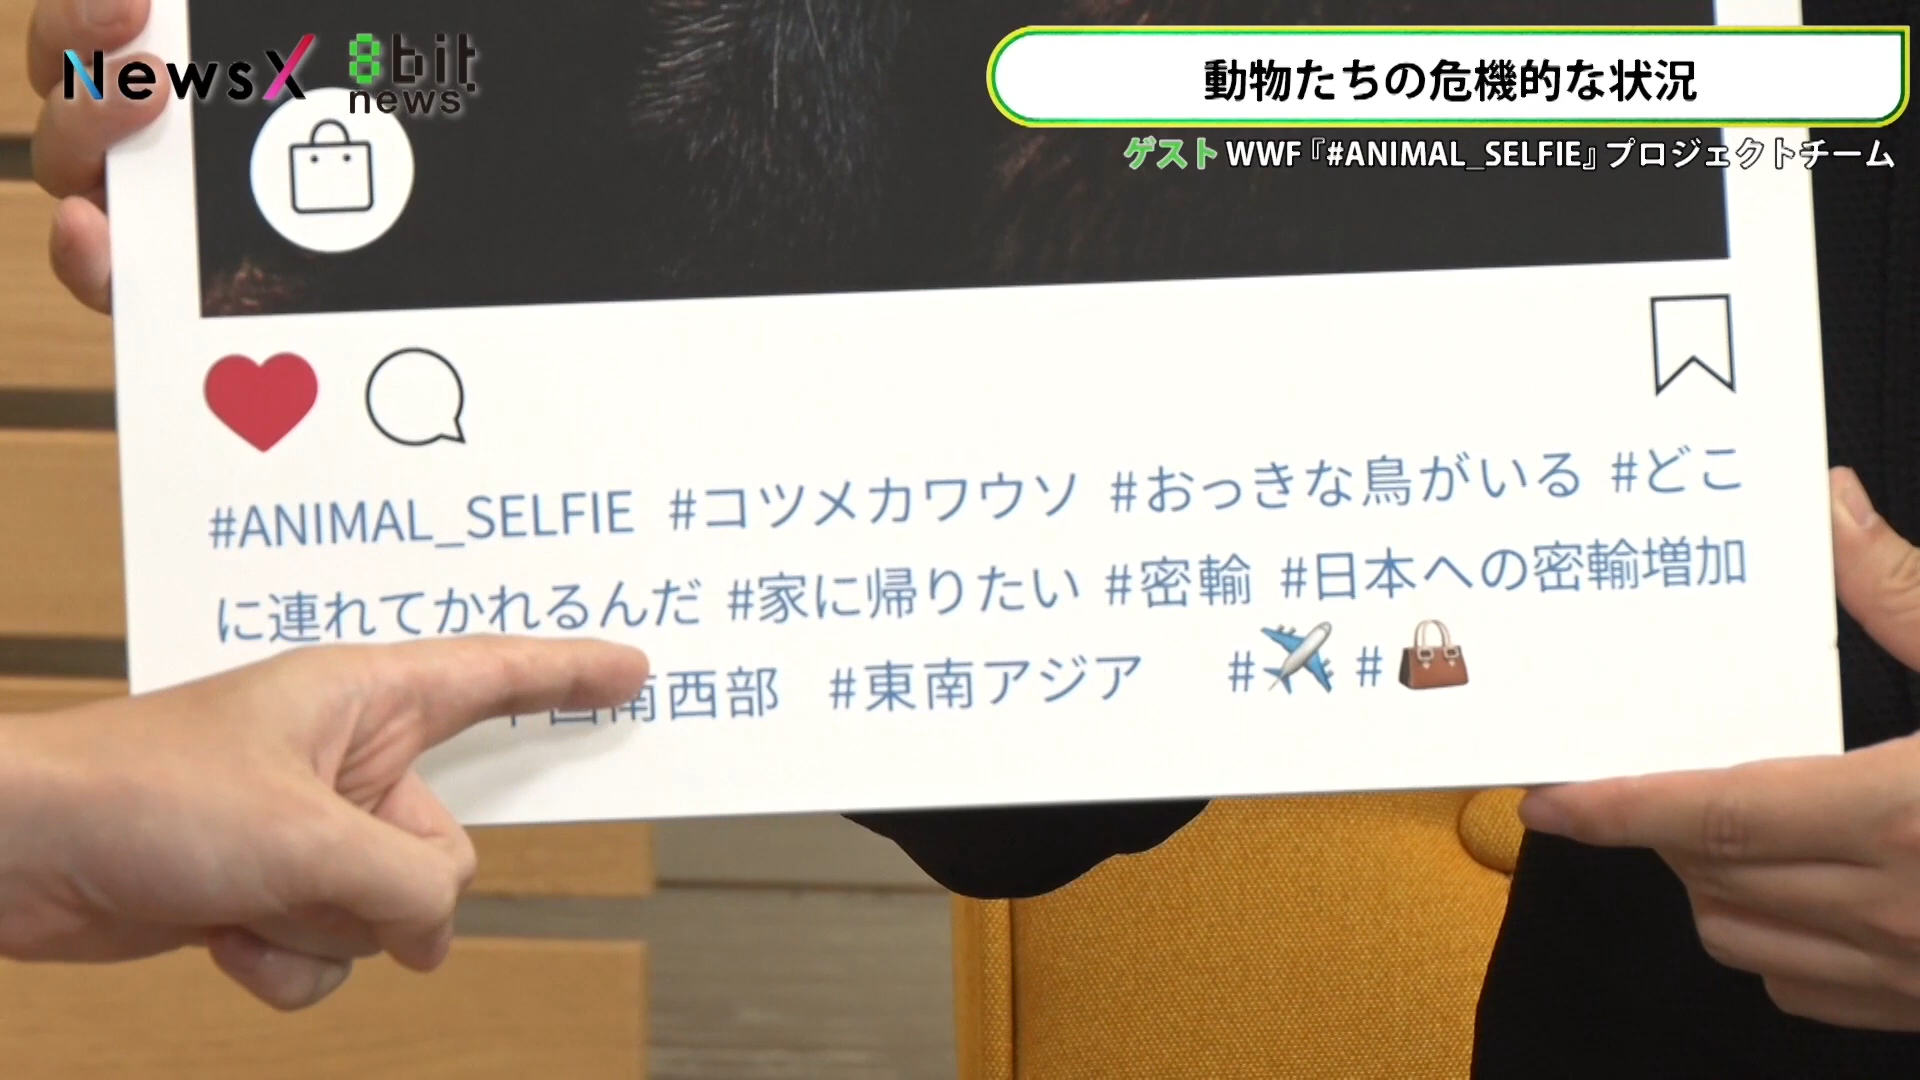 NewsX
8bit
news
動物たちの危機的な状況
ゲスト WWF『#ANIMAL_SELFIE』プロジェクトチーム
#ANIMAL_SELFIE #コツメカワウソ #おっきな鳥がいる #どこ
に連れてかれるんだ #家に帰りたい #密輸 #日本への密輸増加
南西部 #東南アジア # #